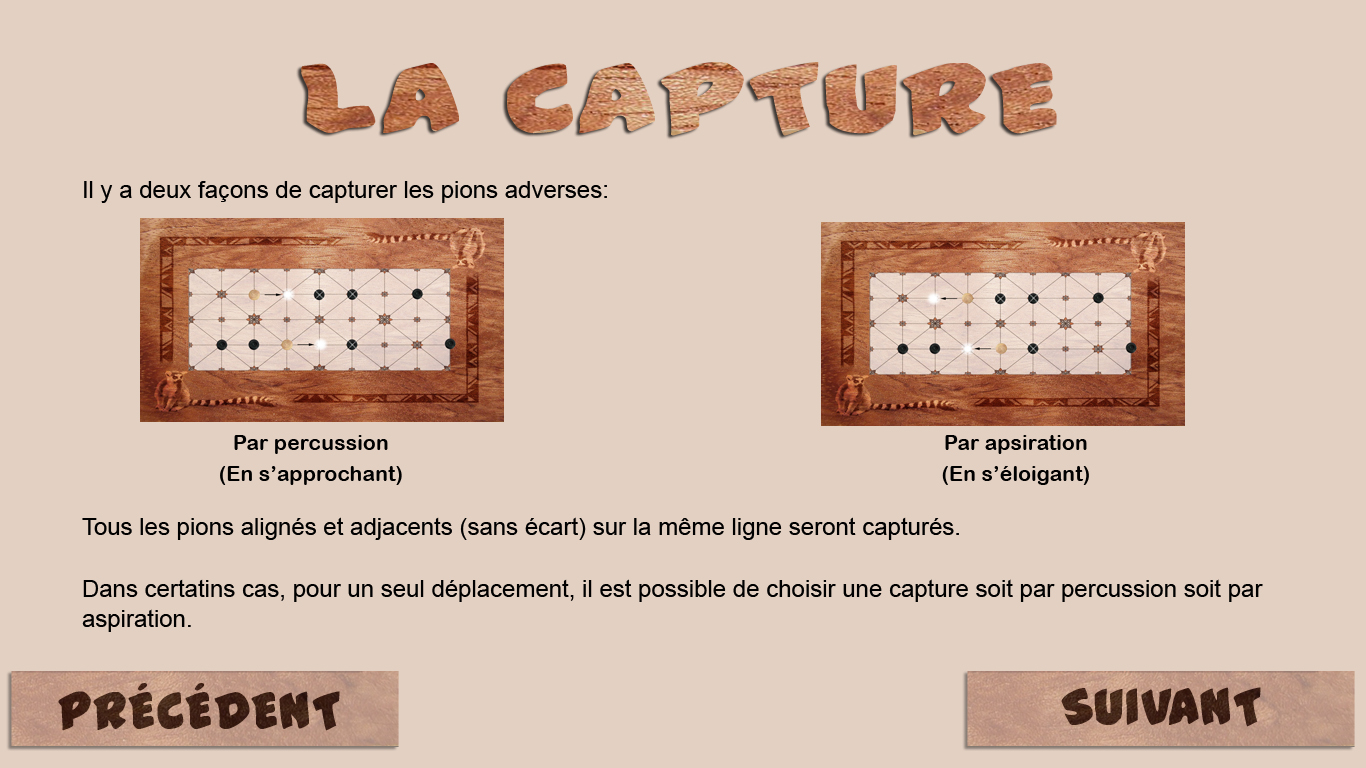 LA CAPTURE
Il y a deux façons de capturer les pions adverses:
Par percussion
(En s’approchant)
Par apsiration
(En s’éloigant)
Tous les pions alignés et adjacents (sans écart) sur la même ligne seront capturés.
Dans certatins cas, pour un seul déplacement, il est possible de choisir une capture soit par percussion soit par
aspiration.
PRÉCÉDENT
SUIVANT